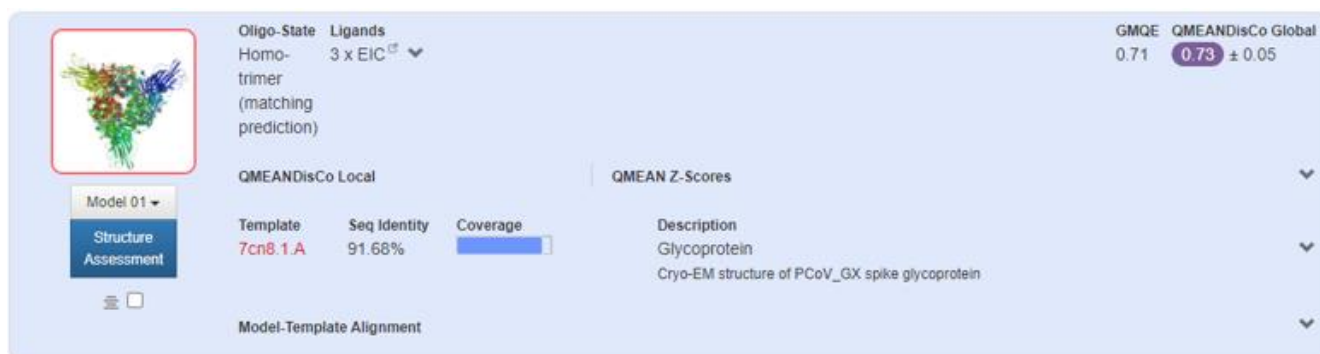 Oligo-State Ligands GMQE QMEANDisCo Global
Homo- 3 x EIC 0.71 0.73 ± 0.05
trimer
(matching
prediction)
QMEANDisCo Local QMEAN Z-Scores
Model 01
Template Seq Identity Coverage Description
Structure
Assessment
7cn8.1.A 91.68% Glycoprotein
Cryo-EM structure of PCoV_GX spike glycoprotein
Model-Template Alignment